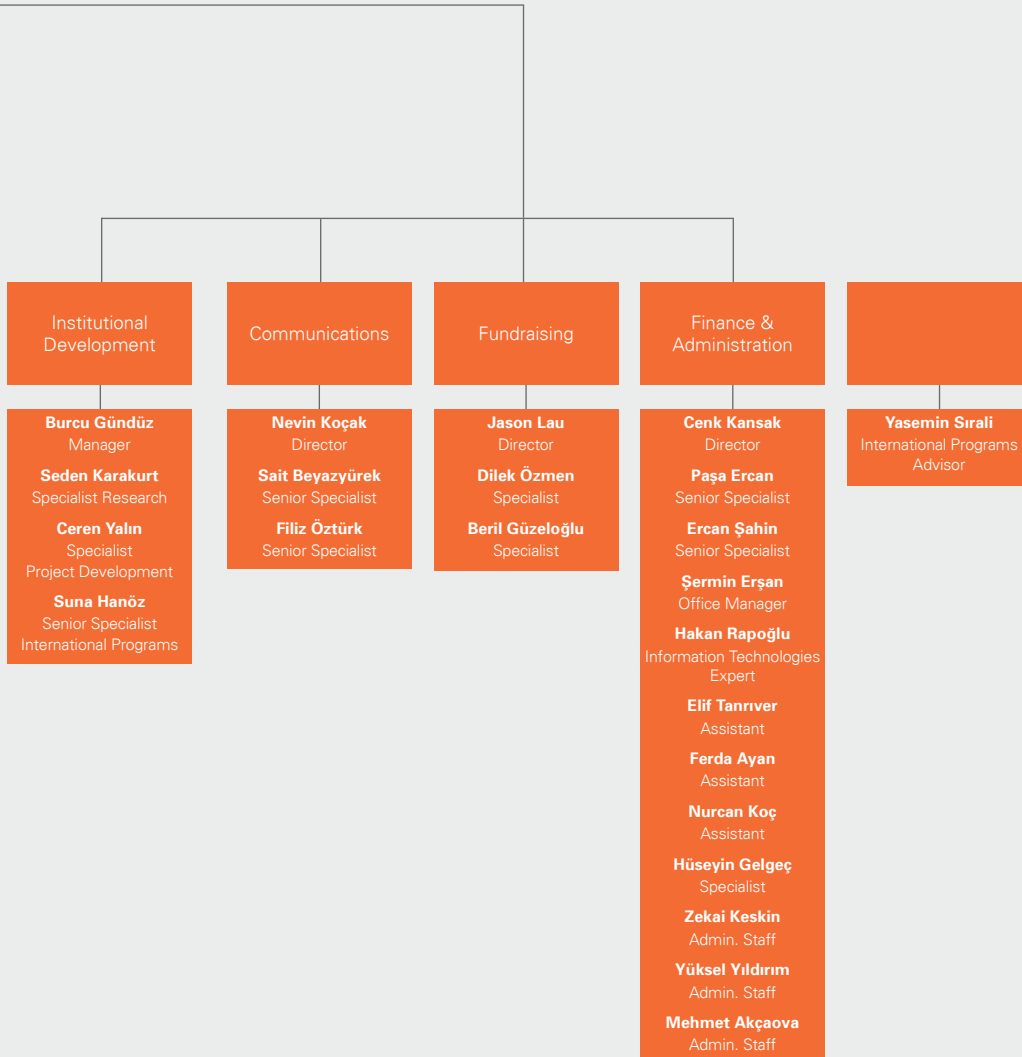 Institutional
Development
Communications
Fundraising
Finance &
Administration
Burcu Gündüz
Manager
Seden Karakurt
Specialist Research
Ceren Yalın
Specialist
Project Development
Suna Hanöz
Senior Specialist
International Programs
Nevin Koçak
Director
Sait Beyazyürek
Senior Specialist
Filiz Öztürk
Senior Specialist
Jason Lau
Director
Dilek Özmen
Specialist
Beril Güzeloğlu
Specialist
Cenk Kansak
Director
Paşa Ercan
Senior Specialist
Ercan Şahin
Senior Specialist
Şermin Erşan
Office Manager
Hakan Rapoğlu
Information Technologies
Expert
Elif Tanrıver
Assistant
Ferda Ayan
Assistant
Nurcan Koç
Assistant
Hüseyin Gelgeç
Specialist
Zekai Keskin
Admin. Staff
Yüksel Yıldırım
Admin. Staff
Mehmet Akçaova
Admin. Staff
Yasemin Sırali
International Programs
Advisor